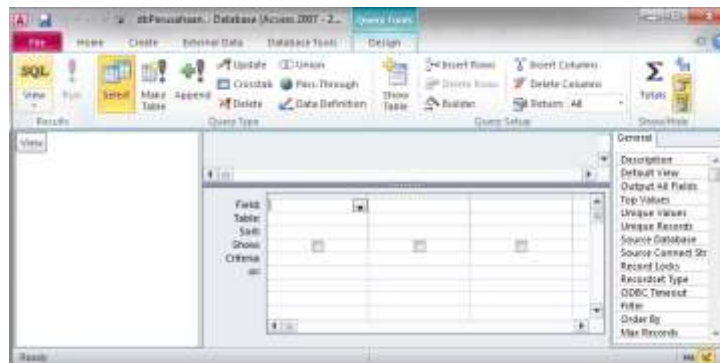 dbPerusahaan : Database (Access 2007 - 2...
Query Tools
File Home Create External Data Database Tools Design
SQL View
Run
Select
Make Table
Append
Update
Crosstab
Delete
Union
Pass-Through
Data Definition
Show Table
Insert Rows
Delete Rows
Builder
Insert Columns
Delete Columns
Return: All
Totals
Results
Query Type
Query Setup
Show/Hide
View
General
Description
Default View
Output All Fields
Top Values
Unique Values
Unique Records
Source Database
Source Connect Str
Record Locks
Recordset Type
ODBC Timeout
Filter
Order By
Max Records
Field:
Table:
Sort:
Show:
Criteria:
or:
Ready